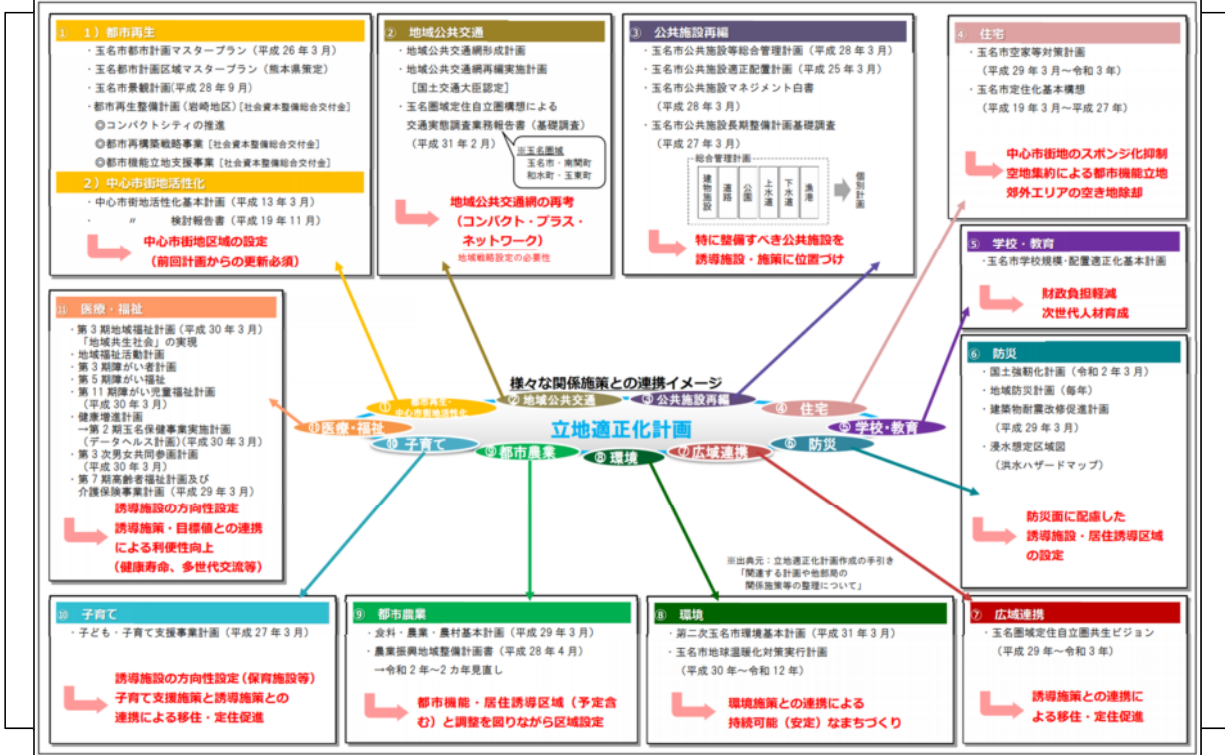 ① 1）都市再生
・玉名市都市計画マスタープラン（平成26年3月）
・玉名都市計画区域マスタープラン（熊本県策定）
・玉名市景観計画(平成28年9月)
・都市再生整備計画(岩崎地区)[社会資本整備総合交付金]
◎コンパクトシティの推進
◎都市再構築戦略事業[社会資本整備総合交付金]
◎都市機能立地支援事業[社会資本整備総合交付金]
2）中心市街地活性化
・中心市街地活性化基本計画（平成13年3月）
・　〃　検討報告書（平成19年11月）
中心市街地区域の設定
（前回計画からの更新必須）
② 地域公共交通
・地域公共交通網形成計画
・地域公共交通網再編実施計画
［国土交通大臣認定］
・玉名圏域定住自立圏構想による
交通実態調査業務報告書（基礎調査）
（平成31年2月）
※玉名圏域
玉名市・南関町
和水町・玉東町
地域公共交通網の再考
（コンパクト・プラス・
ネットワーク）
地域戦略設定の必要性
③ 公共施設再編
・玉名市公共施設等総合管理計画（平成28年3月）
・玉名市公共施設適正配置計画（平成25年3月）
・玉名市公共施設マネジメント白書
（平成28年3月）
・玉名市公共施設長期整備計画基礎調査
（平成27年3月）
総合管理計画
建物施設
道路
公園
上水道
下水道
漁港
個別計画
特に整備すべき公共施設を
誘導施設・施策に位置づけ
④ 住宅
・玉名市空家等対策計画
（平成29年3月～令和3年）
・玉名市定住化基本構想
（平成19年3月～平成27年）
中心市街地のスポンジ化抑制
空地集約による都市機能立地
郊外エリアの空き地除却
⑤ 学校・教育
・玉名市学校規模・配置適正化基本計画
財政負担軽減
次世代人材育成
⑪ 医療・福祉
・第3期地域福祉計画(平成30年3月)
「地域共生社会」の実現
・地域福祉活動計画
・第3期障がい者計画
・第5期障がい福祉
・第11期障がい児童福祉計画
（平成30年3月）
・健康増進計画
→第2期玉名保健事業実施計画
（データヘルス計画）(平成30年3月)
・第3次男女共同参画計画
（平成30年3月）
・第7期高齢者福祉計画及び
介護保険事業計画（平成29年3月）
誘導施設の方向性設定
誘導施策・目標値との連携
による利便性向上
（健康寿命、多世代交流等）
様々な関係施策との連携イメージ
①都市再生・
中心市街地活性化
②地域公共交通
③公共施設再編
④ 住宅
⑤学校・教育
⑥ 防災
⑦広域連携
⑧環境
⑨都市農業
⑩ 子育て
⑪医療・福祉
立地適正化計画
⑥ 防災
・国土強靭化計画（令和2年3月）
・地域防災計画（毎年）
・建築物耐震改修促進計画
（平成29年3月）
・浸水想定区域図
（洪水ハザードマップ）
防災面に配慮した
誘導施設・居住誘導区域
の設定
※出典元：立地適正化計画作成の手引き
「関連する計画や他部局の
関係施策等の整理について」
⑩ 子育て
・子ども・子育て支援事業計画（平成27年3月）
誘導施設の方向性設定(保育施設等)
子育て支援施策と誘導施策との
連携による移住・定住促進
⑨ 都市農業
・食料・農業・農村基本計画（平成29年3月）
・農業振興地域整備計画書（平成28年4月）
→令和2年～2カ年見直し
都市機能・居住誘導区域（予定含
む）と調整を図りながら区域設定
⑧ 環境
・第二次玉名市環境基本計画（平成31年3月）
・玉名市地球温暖化対策実行計画
（平成30年～令和12年）
環境施策との連携による
持続可能（安定）なまちづくり
⑦ 広域連携
・玉名圏域定住自立圏共生ビジョン
（平成29年～令和3年）
誘導施策との連携に
よる移住・定住促進